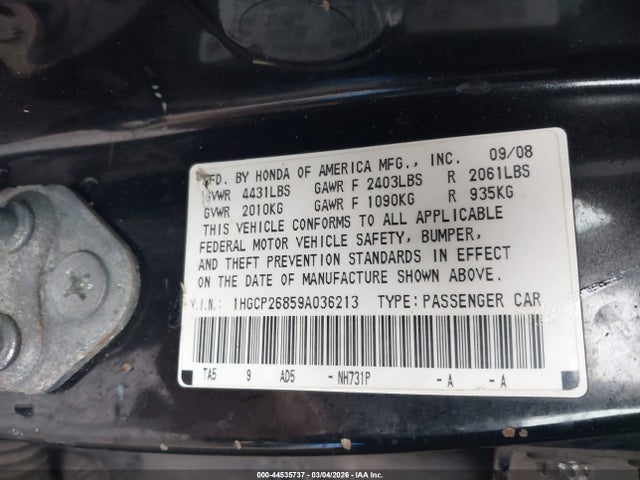 MFD. BY HONDA OF AMERICA MFG., INC. 09/08
GVWR 4431LBS GAWR F 2403LBS R 2061LBS
GVWR 2010KG GAWR F 1090KG R 935KG
THIS VEHICLE CONFORMS TO ALL APPLICABLE
FEDERAL MOTOR VEHICLE SAFETY, BUMPER,
AND THEFT PREVENTION STANDARDS IN EFFECT
ON THE DATE OF MANUFACTURE SHOWN ABOVE.
V.I.N.: 1HGCP26859A036213 TYPE: PASSENGER CAR
TA5 9 AD5 - NH731P - A - A
000-44535737 - 03/04/2026 - IAA Inc.